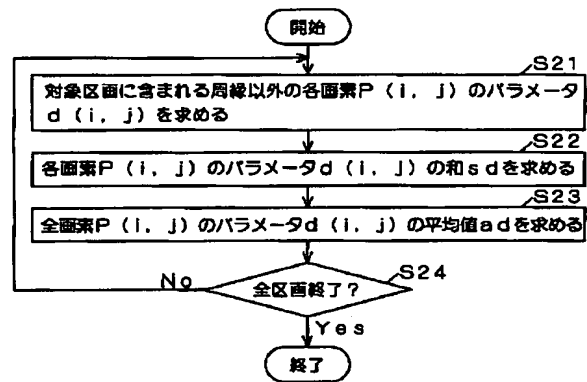 開始
S21
対象区画に含まれる周縁以外の各画素P(i,j)のパラメータ
d(i,j)を求める
S22
各画素P(i,j)のパラメータd(i,j)の和sdを求める
S23
全画素P(i,j)のパラメータd(i,j)の平均値adを求める
S24
全区画終了?
No
Yes
終了